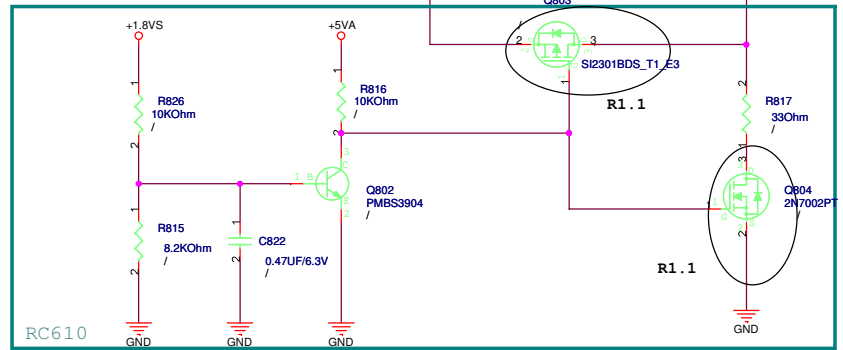 Q803
+1.8VS
+5VA
2
3
SI2301BDS_T1_E3
1
R1.1
1
R826
10KOhm
/
2
1
R816
10KOhm
/
2
2
R817
33Ohm
/
1
3
C
1 B
E
2
Q802
PMBS3904
3
1
G
S
2
Q804
2N7002PT
/
1
R815
8.2KOhm
/
2
1
C822
2
0.47UF/6.3V
/
R1.1
RC610
GND
GND
GND
GND